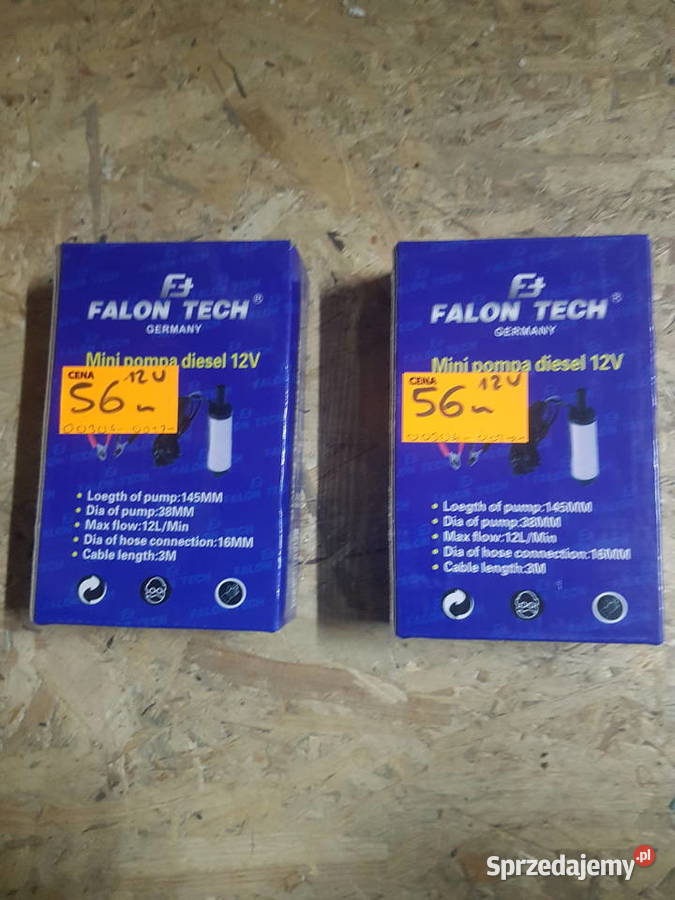 FALON TECH®
GERMANY
Mini pompa diesel 12V
CENA
12V
56
• Loegth of pump:145MM
• Dia of pump:38MM
• Max flow:12L/Min
• Dia of hose connection:16MM
• Cable length:3M
FALON TECH®
GERMANY
Mini pompa diesel 12V
CENA
12V
56
• Loegth of pump:145MM
• Dia of pump:38MM
• Max flow:12L/Min
• Dia of hose connection:16MM
• Cable length:3M
Sprzedajemy.pl